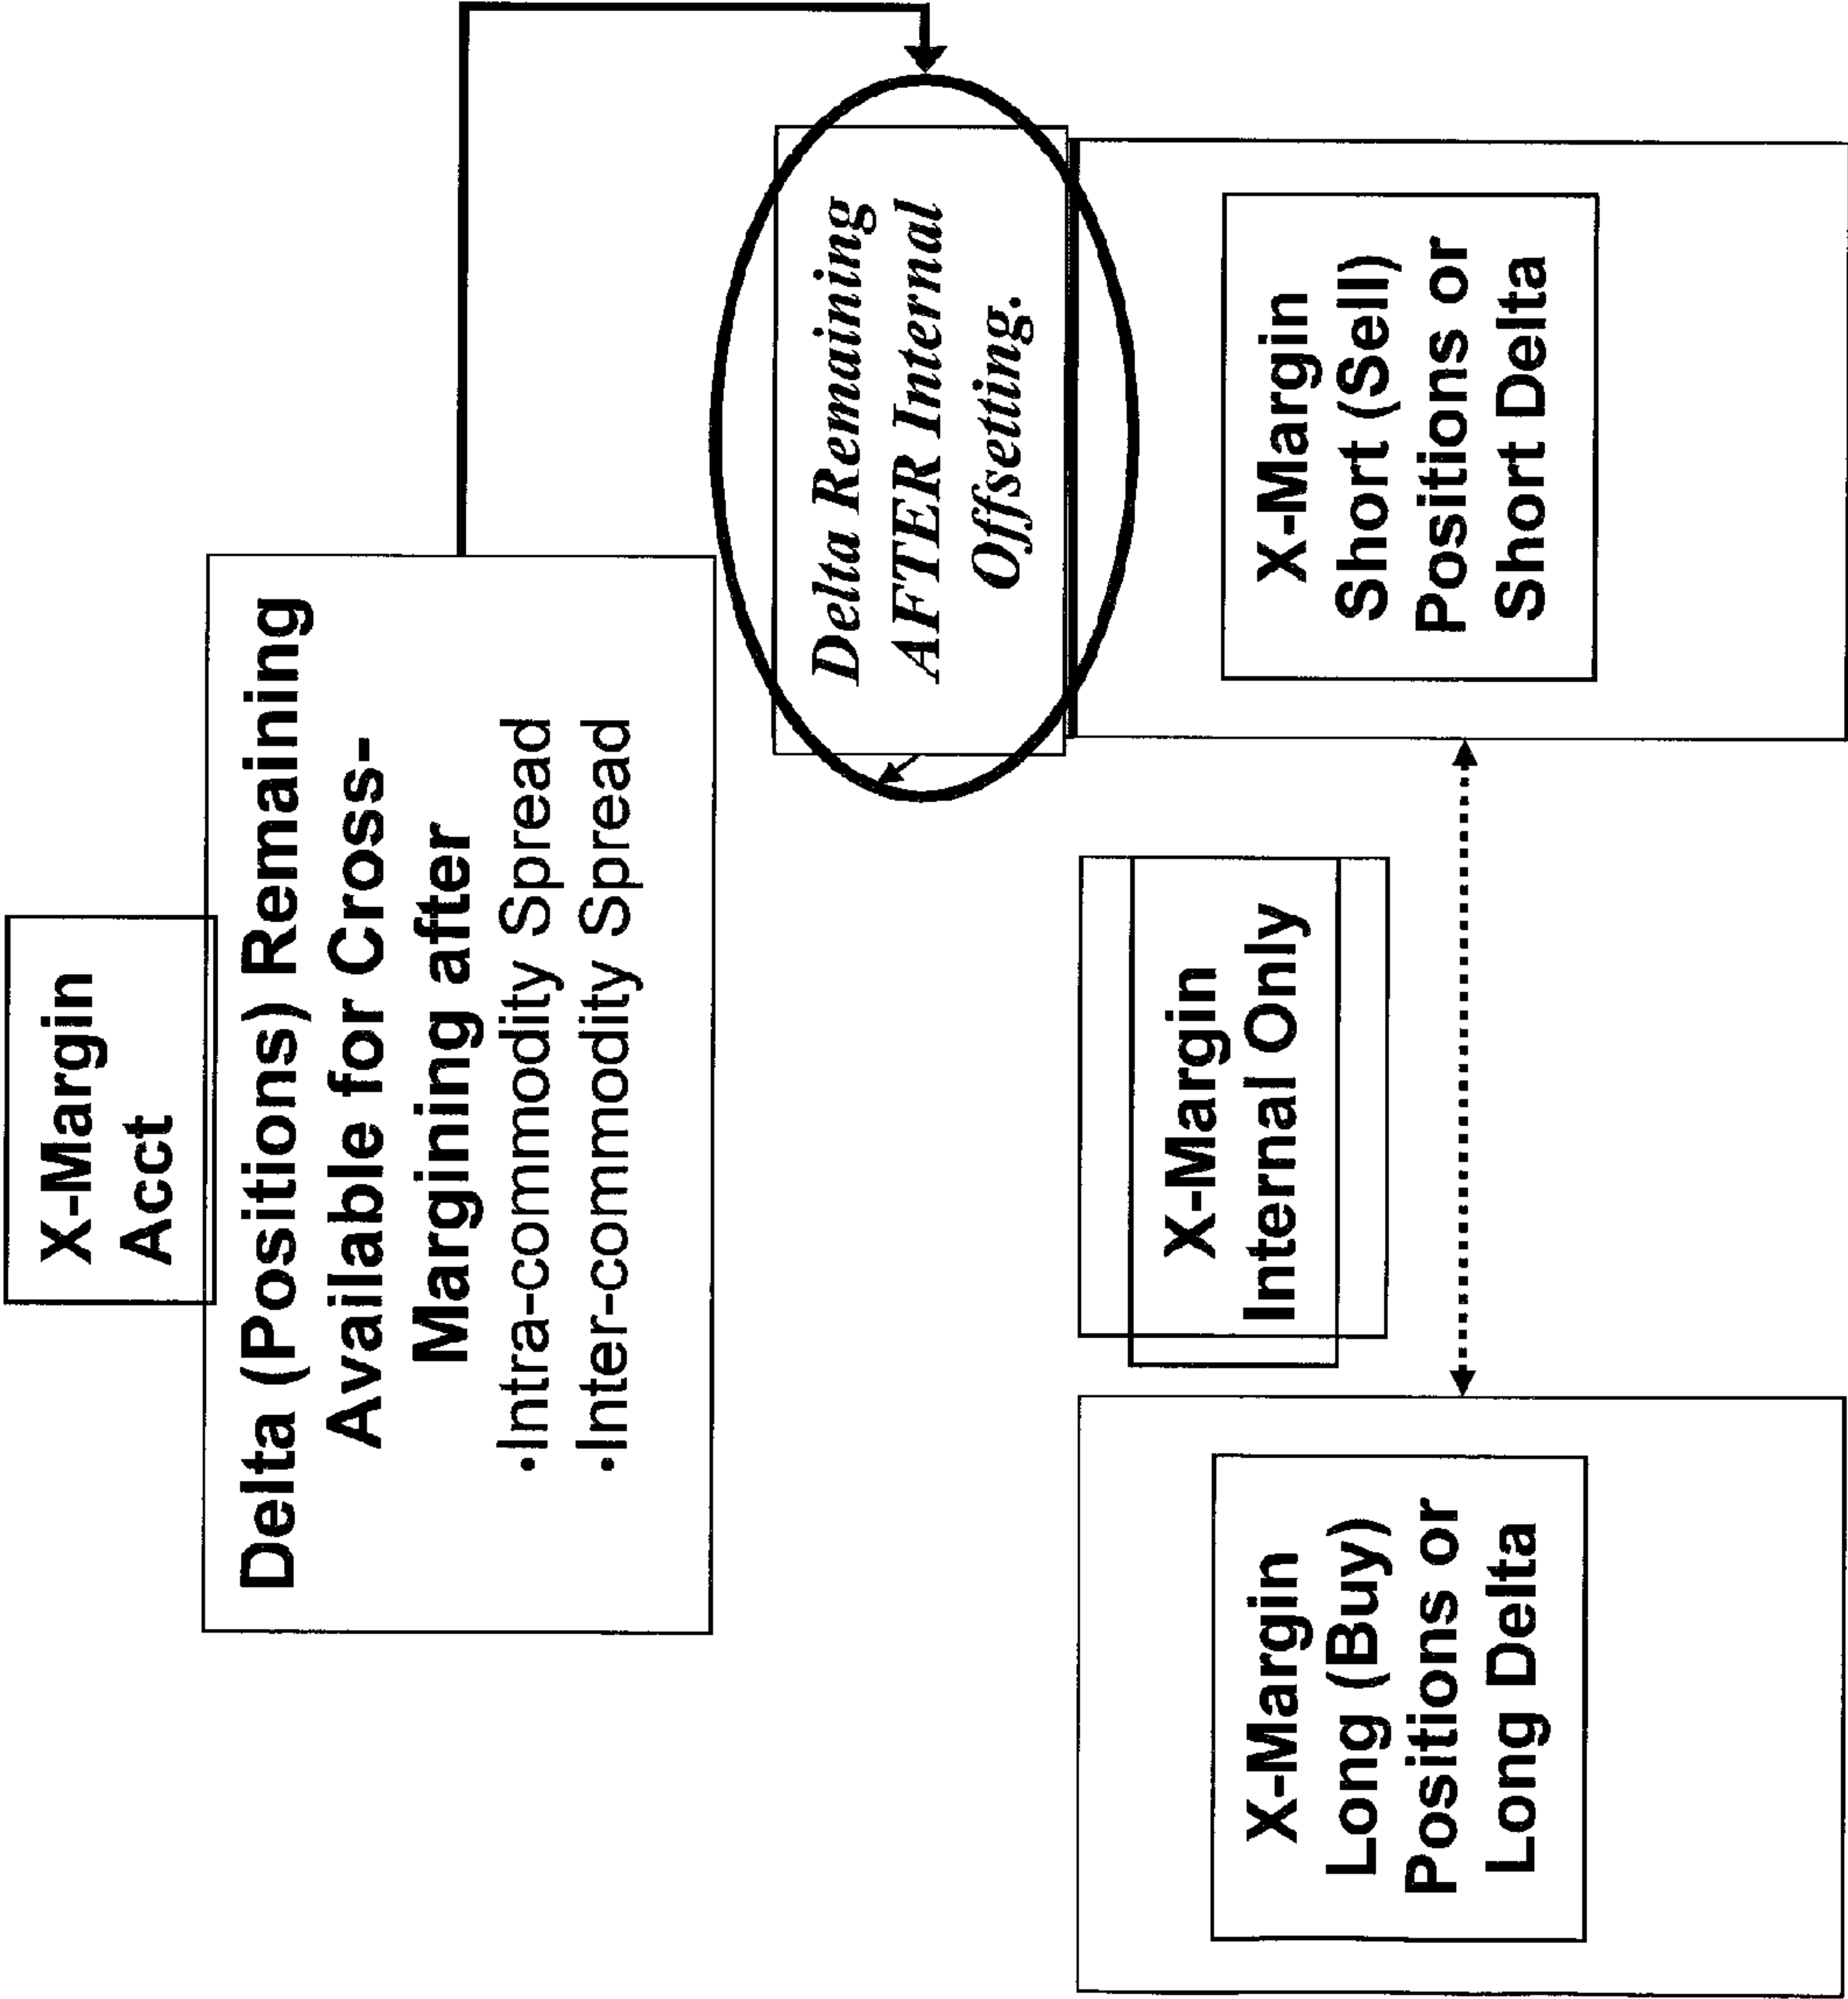 X-Margin
Acct
Delta (Positions) Remaining
Available for Cross-
Margining after
•Intra-commodity Spread
•Inter-commodity Spread
Delta Remaining
AFTER Internal
Offsetting.
X-Margin
Long (Buy)
Positions or
Long Delta
X-Margin
Internal Only
X-Margin
Short (Sell)
Positions or
Short Delta